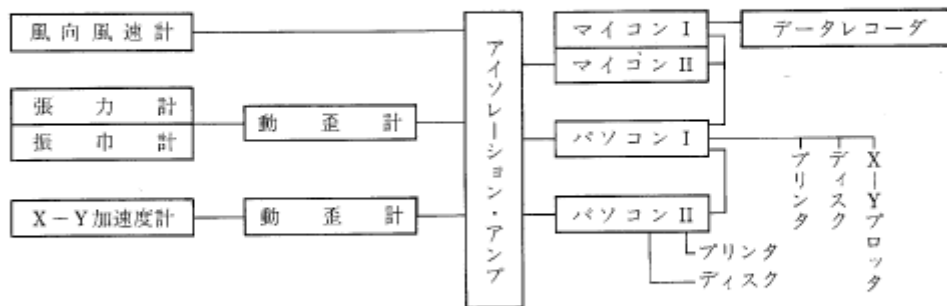 風向風速計
張力計
振巾計
X－Y加速度計
動歪計
動歪計
アイソレーション・アンプ
マイコンI
マイコンII
パソコンI
パソコンII
データレコーダ
プリンタ
ディスク
X－Yプロッタ
プリンタ
ディスク